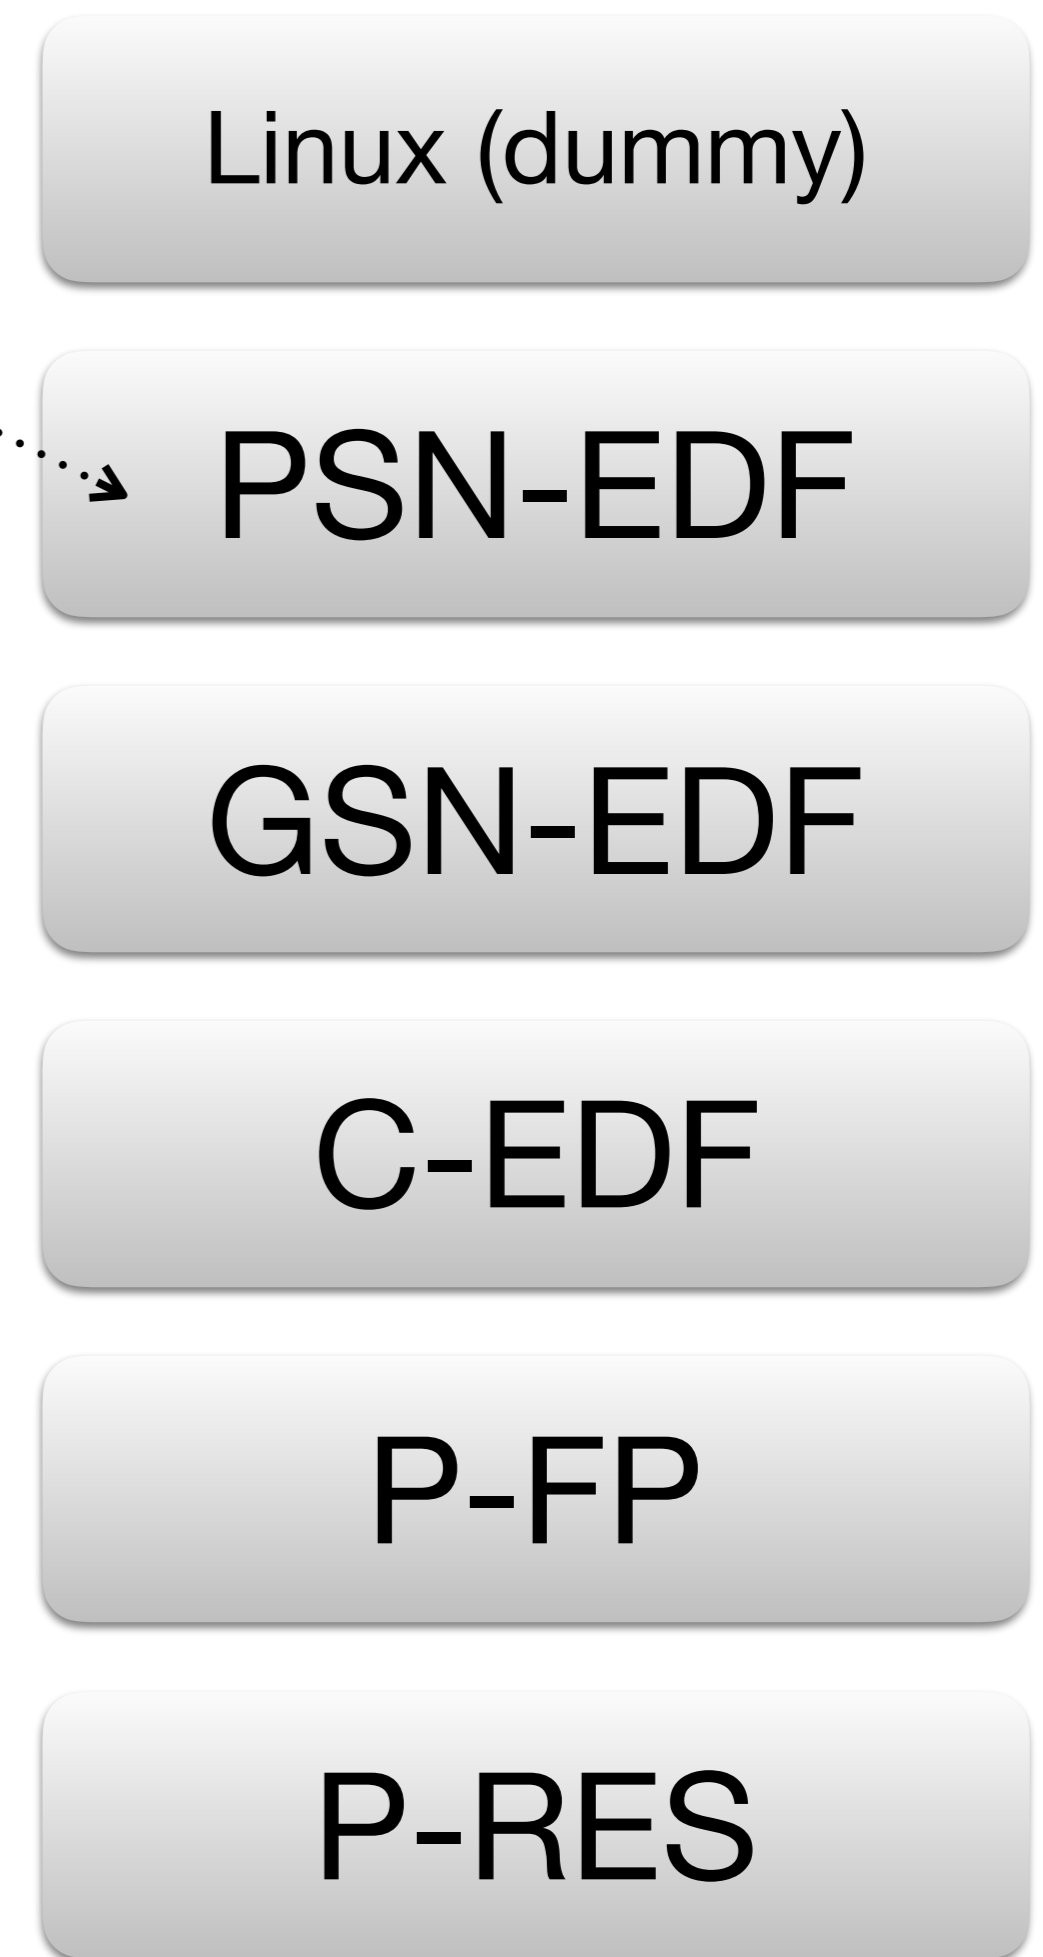 Linux (dummy)
PSN-EDF
GSN-EDF
C-EDF
P-FP
P-RES